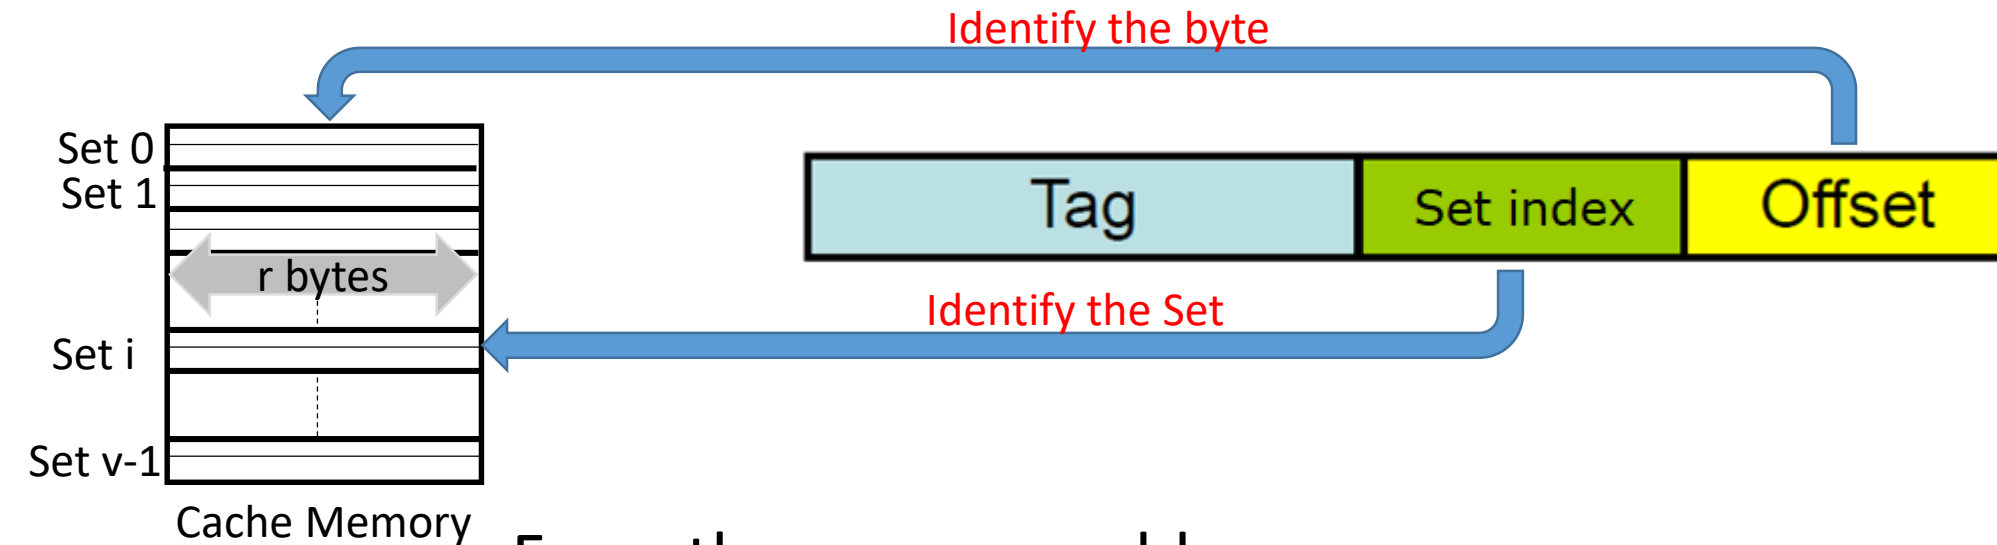 Identify the byte
Set 0
Set 1
Tag
Set index
Offset
r bytes
Identify the Set
Set i
Set v-1
Cache Memory